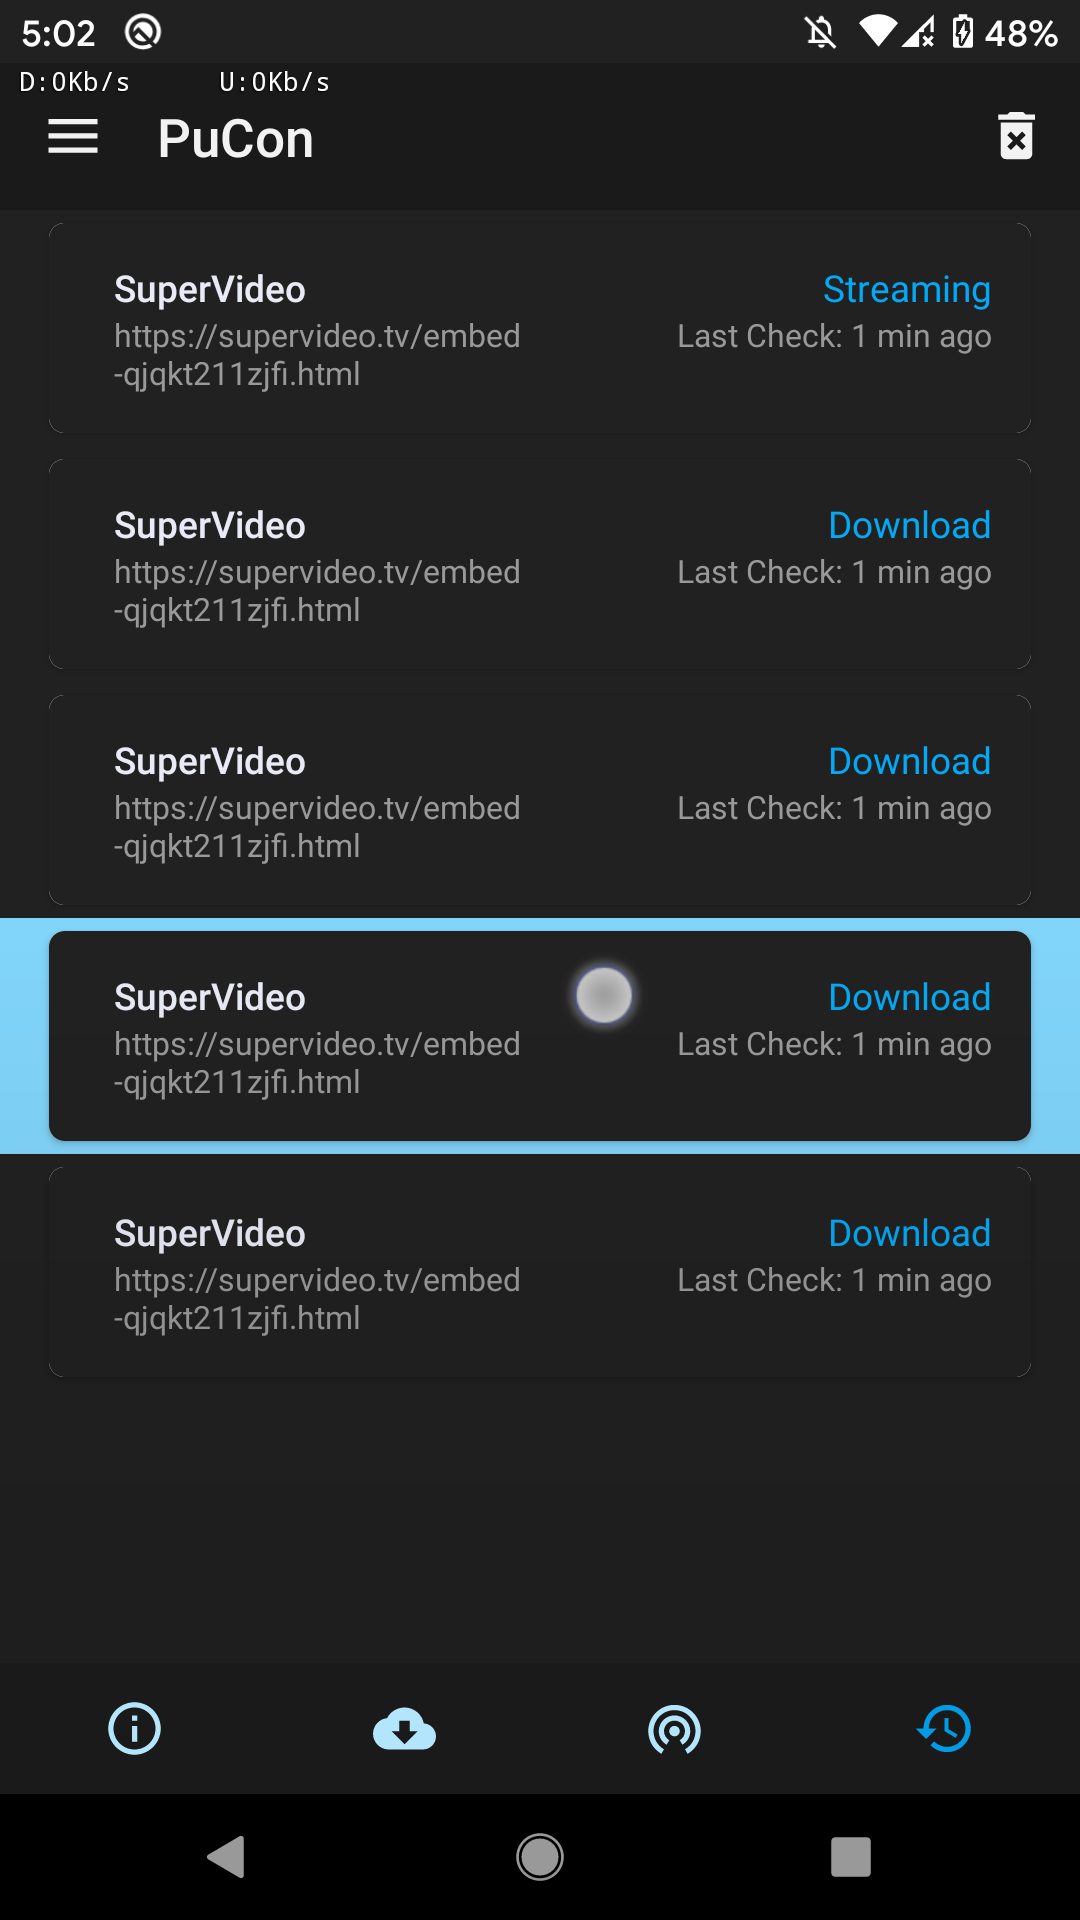 5:02
48%
D:0Kb/s U:0Kb/s
PuCon
SuperVideo Streaming
https://supervideo.tv/embed Last Check: 1 min ago
-qjqkt211zjfi.html
SuperVideo Download
https://supervideo.tv/embed Last Check: 1 min ago
-qjqkt211zjfi.html
SuperVideo Download
https://supervideo.tv/embed Last Check: 1 min ago
-qjqkt211zjfi.html
SuperVideo Download
https://supervideo.tv/embed Last Check: 1 min ago
-qjqkt211zjfi.html
SuperVideo Download
https://supervideo.tv/embed Last Check: 1 min ago
-qjqkt211zjfi.html